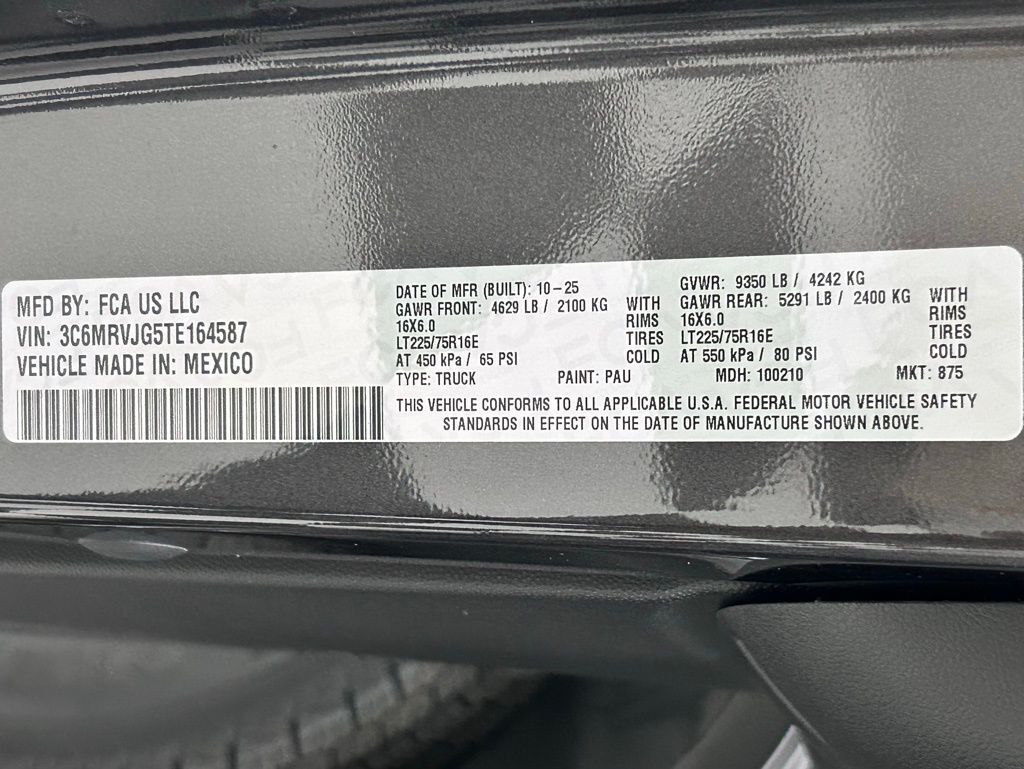 MFD BY: FCA US LLC
VIN: 3C6MRVJG5TE164587
VEHICLE MADE IN: MEXICO
DATE OF MFR (BUILT): 10-25
GAWR FRONT: 4629 LB / 2100 KG WITH
16X6.0 RIMS
LT225/75R16E TIRES
AT 450 kPa / 65 PSI COLD
GVWR: 9350 LB / 4242 KG
GAWR REAR: 5291 LB / 2400 KG WITH
16X6.0 RIMS
LT225/75R16E TIRES
AT 550 kPa / 80 PSI COLD
TYPE: TRUCK PAINT: PAU MDH: 100210 MKT: 875
THIS VEHICLE CONFORMS TO ALL APPLICABLE U.S.A. FEDERAL MOTOR VEHICLE SAFETY
STANDARDS IN EFFECT ON THE DATE OF MANUFACTURE SHOWN ABOVE.